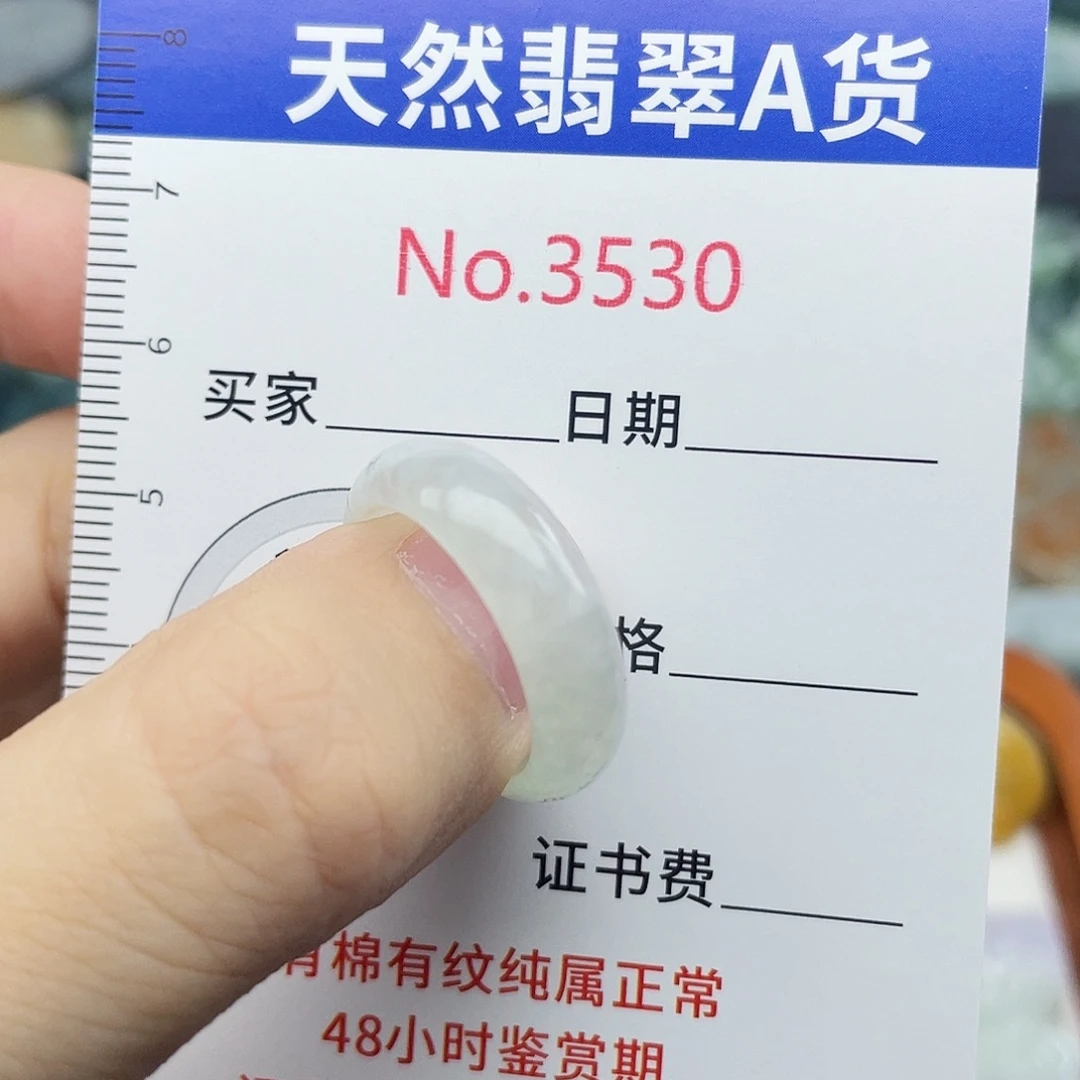 天然翡翠A货
8
No.3530
7
6
买家 日期
5
格
证书费
有棉有纹纯属正常
48小时鉴赏期